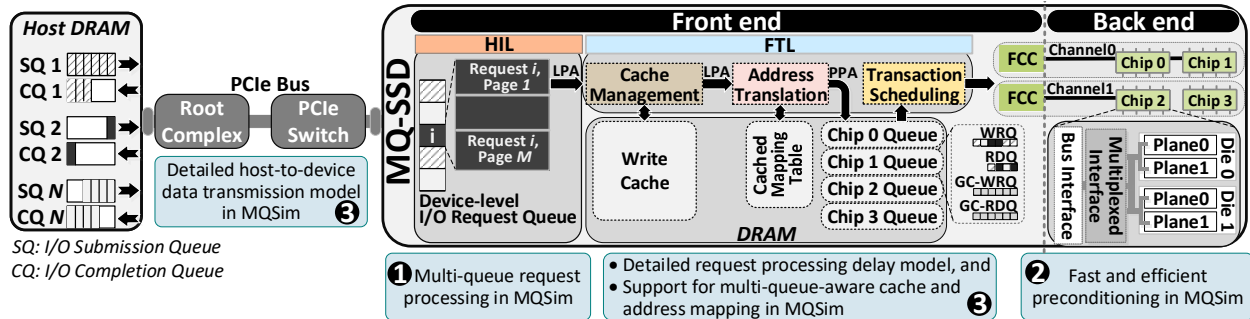 Host DRAM
SQ 1
CQ 1
SQ 2
CQ 2
SQ N
CQ N
SQ: I/O Submission Queue
CQ: I/O Completion Queue
PCIe Bus
Root
Complex
PCIe
Switch
Detailed host-to-device
data transmission model
in MQSim
3
MQ-SSD
Front end
Back end
HIL
FTL
i
Request i,
Page 1
Request i,
Page M
Device-level
I/O Request Queue
LPA
Cache
Management
LPA
Address
Translation
PPA
Transaction
Scheduling
Write
Cache
Cached
Mapping
Table
Chip 0 Queue
Chip 1 Queue
Chip 2 Queue
Chip 3 Queue
DRAM
WRQ
RDQ
GC-WRQ
GC-RDQ
FCC
Channel0
Chip 0
Chip 1
FCC
Channel1
Chip 2
Chip 3
Bus Interface
Multiplexed
Interface
Plane0
Plane1
Die 0
Plane0
Plane1
Die 1
1 Multi-queue request
processing in MQSim
• Detailed request processing delay model, and
• Support for multi-queue-aware cache and
address mapping in MQSim
3
2 Fast and efficient
preconditioning in MQSim